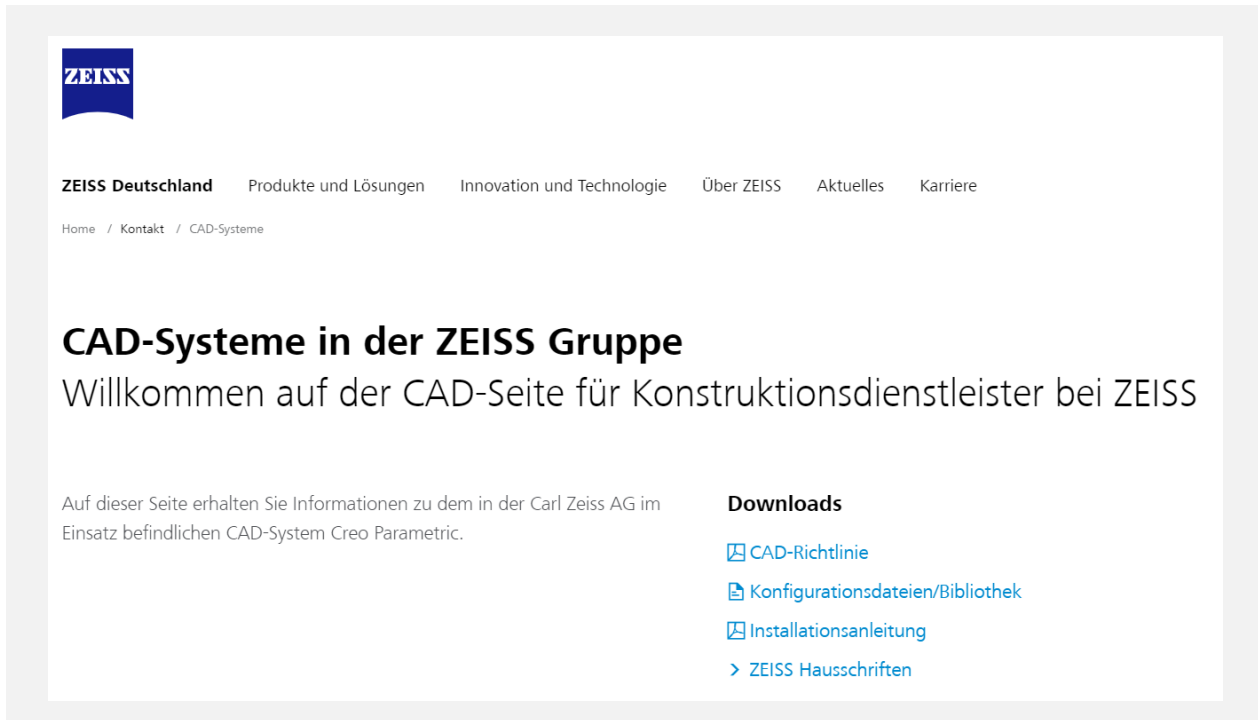 ZEISS
ZEISS Deutschland Produkte und Lösungen Innovation und Technologie Über ZEISS Aktuelles Karriere
Home / Kontakt / CAD-Systeme
CAD-Systeme in der ZEISS Gruppe
Willkommen auf der CAD-Seite für Konstruktionsdienstleister bei ZEISS
Auf dieser Seite erhalten Sie Informationen zu dem in der Carl Zeiss AG im
Einsatz befindlichen CAD-System Creo Parametric.
Downloads
CAD-Richtlinie
Konfigurationsdateien/Bibliothek
Installationsanleitung
ZEISS Hausschriften